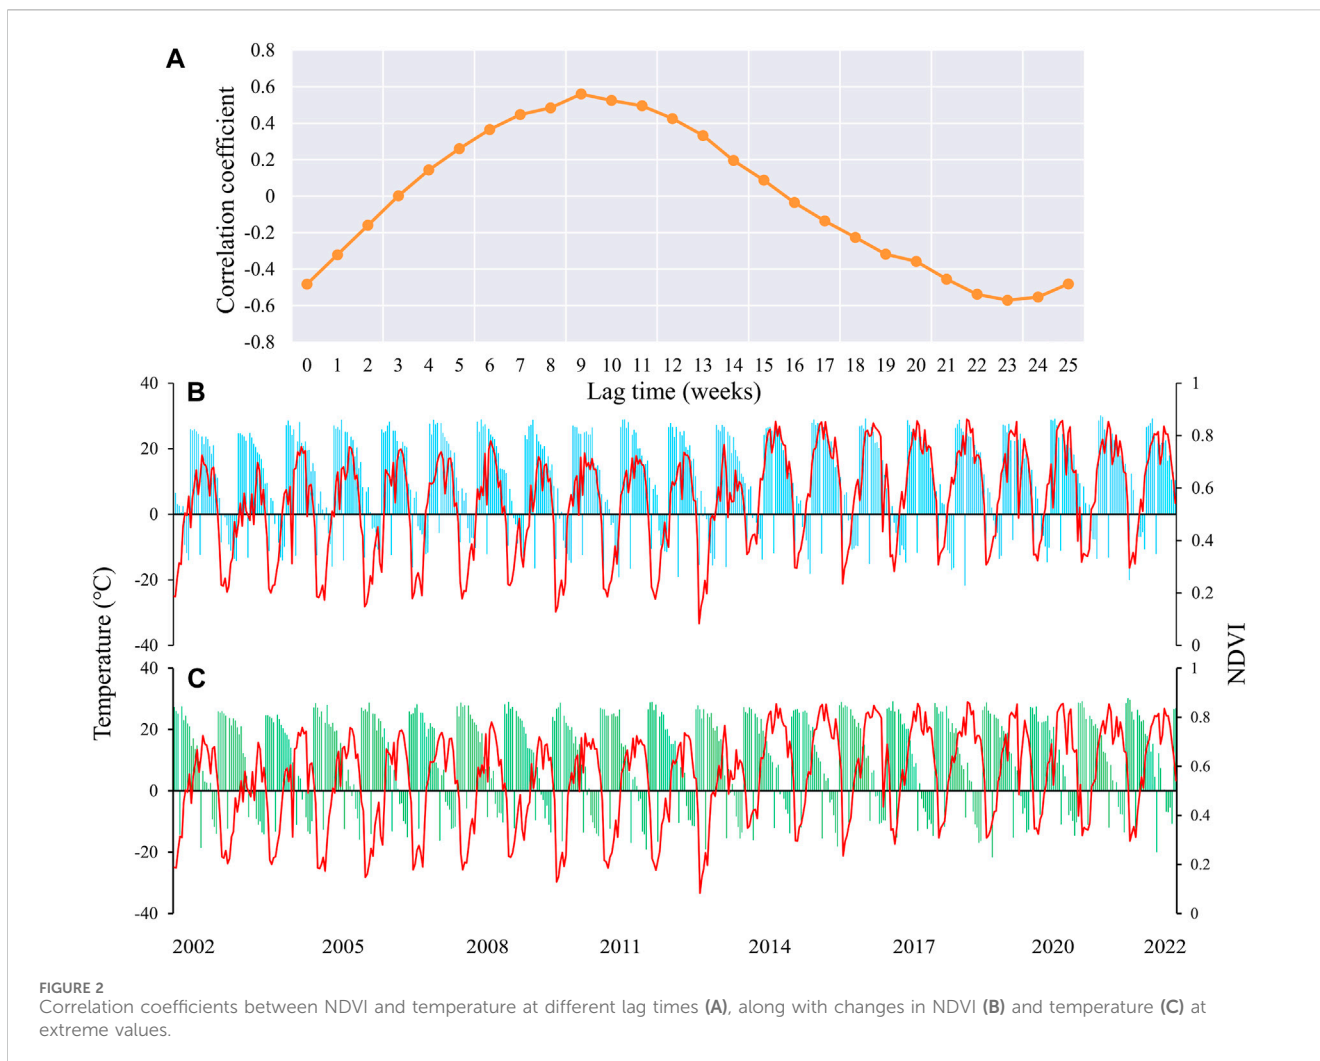 A
0.8
0.6
0.4
0.2
0
-0.2
-0.4
-0.6
-0.8
Correlation coefficient
0 1 2 3 4 5 6 7 8 9 10 11 12 13 14 15 16 17 18 19 20 21 22 23 24 25
Lag time (weeks)
B
40
20
0
-20
-40
1
0.8
0.6
0.4
0.2
0
Temperature (°C)
NDVI
C
40
20
0
-20
-40
1
0.8
0.6
0.4
0.2
0
2002 2005 2008 2011 2014 2017 2020 2022
FIGURE 2
Correlation coefficients between NDVI and temperature at different lag times (A), along with changes in NDVI (B) and temperature (C) at
extreme values.